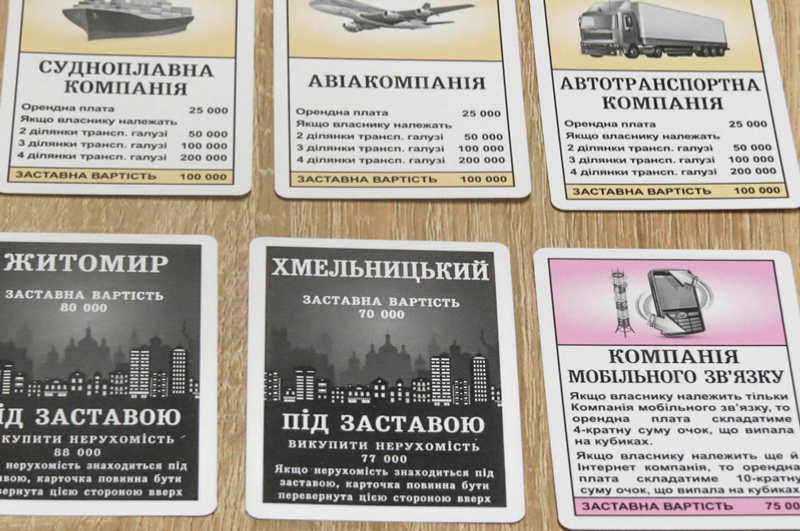 СУДНОПЛАВНА
КОМПАНІЯ
Орендна плата 25 000
Якщо власнику належать
2 ділянки трансп. галузі 50 000
3 ділянки трансп. галузі 100 000
4 ділянки трансп. галузі 200 000
ЗАСТАВНА ВАРТІСТЬ 100 000
АВІАКОМПАНІЯ
Орендна плата 25 000
Якщо власнику належать
2 ділянки трансп. галузі 50 000
3 ділянки трансп. галузі 100 000
4 ділянки трансп. галузі 200 000
ЗАСТАВНА ВАРТІСТЬ 100 000
АВТОТРАНСПОРТНА
КОМПАНІЯ
Орендна плата 25 000
Якщо власнику належать
2 ділянки трансп. галузі 50 000
3 ділянки трансп. галузі 100 000
4 ділянки трансп. галузі 200 000
ЗАСТАВНА ВАРТІСТЬ 100 000
ЖИТОМИР
ЗАСТАВНА ВАРТІСТЬ
80 000
ІД ЗАСТАВОЮ
КУПИТИ НЕРУХОМІСТЬ
88 000
нерухомість знаходиться під
аставою, карточка повинна бути
вернута цією стороною вверх
ХМЕЛЬНИЦЬКИЙ
ЗАСТАВНА ВАРТІСТЬ
70 000
ПІД ЗАСТАВОЮ
ВИКУПИТИ НЕРУХОМІСТЬ
77 000
Якщо нерухомість знаходиться під
заставою, карточка повинна бути
перевернута цією стороною вверх
КОМПАНІЯ
МОБІЛЬНОГО ЗВ'ЯЗКУ
Якщо власнику належить тільки
Компанія мобільного зв'язку, то
орендна плата складатиме
4-кратну суму очок, що випала
на кубиках.
Якщо власнику належить ще й
Інтернет компанія, то орендна
плата складатиме 10-кратну
суму очок, що випала на кубиках
ЗАСТАВНА ВАРТІСТЬ 75 00